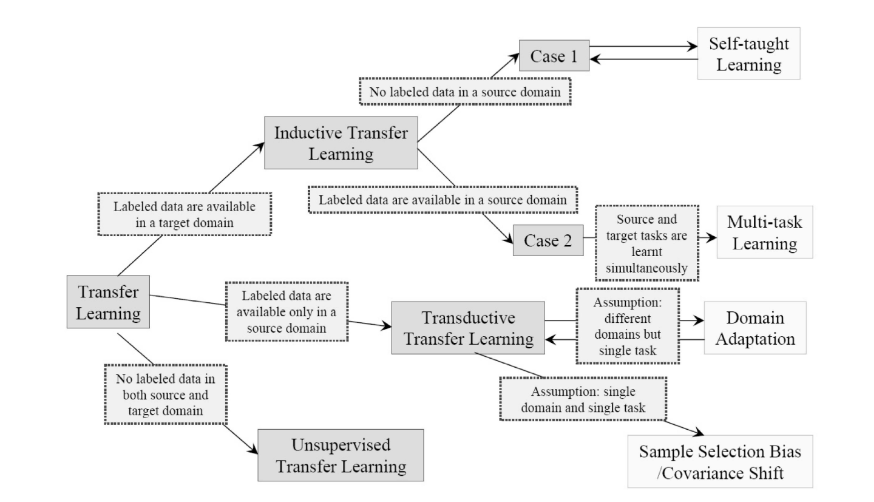 Self-taught
Learning
Case 1
No labeled data in a source domain
Inductive Transfer
Learning
Labeled data are available in a source domain
Labeled data are available
in a target domain
Case 2
Source and
target tasks are
learnt
simultaneously
Multi-task
Learning
Transfer
Learning
Labeled data are
available only in a
source domain
Transductive
Transfer Learning
Assumption:
different
domains but
single task
Domain
Adaptation
No labeled data in
both source and
target domain
Assumption: single
domain and single task
Unsupervised
Transfer Learning
Sample Selection Bias
/Covariance Shift